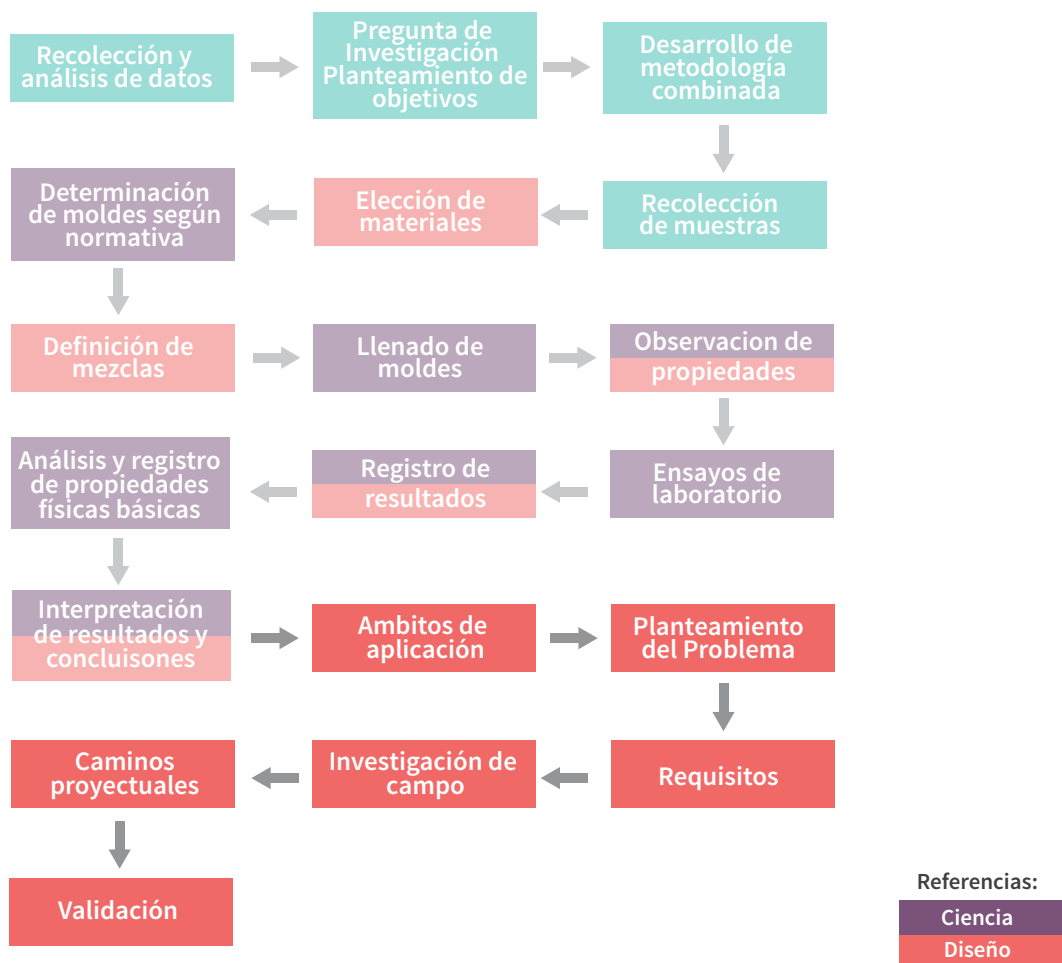 Recolección y
análisis de datos
Pregunta de
Investigación
Planteamiento de
objetivos
Desarrollo de
metodología
combinada
Recolección
de muestras
Elección de
materiales
Determinación
de moldes según
normativa
Definición de
mezclas
Llenado de
moldes
Observacion de
propiedades
Ensayos de
laboratorio
Registro de
resultados
Análisis y registro
de propiedades
físicas básicas
Interpretación
de resultados y
concluisones
Ambitos de
aplicación
Planteamiento
del Problema
Requisitos
Investigación de
campo
Caminos
proyectuales
Validación
Referencias:
Ciencia
Diseño